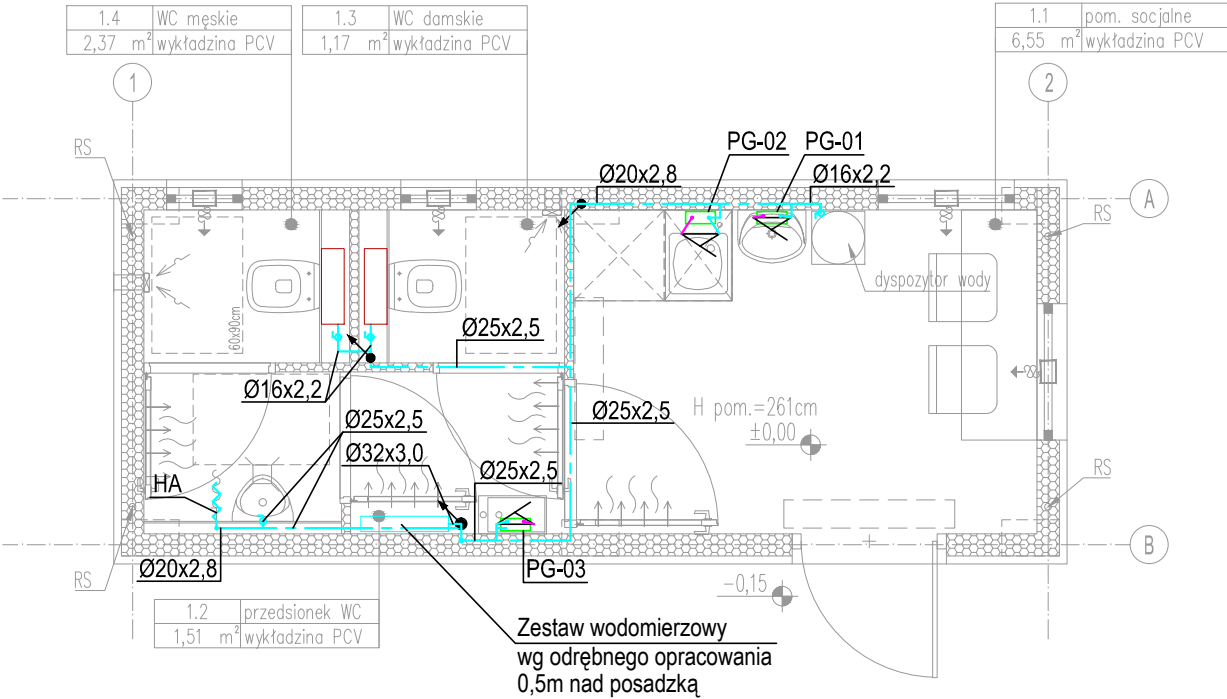 1.4 WC męskie
2,37 m² wykładzina PCV
1.3 WC damskie
1,17 m² wykładzina PCV
1.1 pom. socjalne
6,55 m² wykładzina PCV
1
2
RS
PG-02
PG-01
Ø20x2,8
Ø16x2,2
A
RS
dyspozytor wody
60x90cm
Ø25x2,5
Ø16x2,2
Ø25x2,5
Ø25x2,5
H pom.=261cm
±0,00
Ø32x3,0
Ø25x2,5
HA
RS
B
Ø20x2,8
PG-03
RS
-0,15
1.2 przedsionek WC
1,51 m² wykładzina PCV
Zestaw wodomierzowy
wg odrębnego opracowania
0,5m nad posadzką